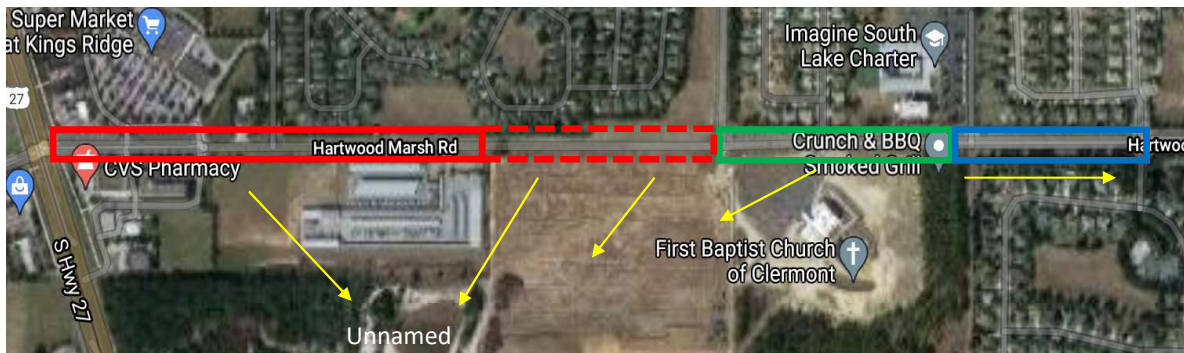 Super Market
at Kings Ridge
27
Hartwood Marsh Rd
CVS Pharmacy
S Hwy 27
Unnamed
Imagine South
Lake Charter
Crunch & BBQ
Smoked Grill
Hartwoo
First Baptist Church
of Clermont